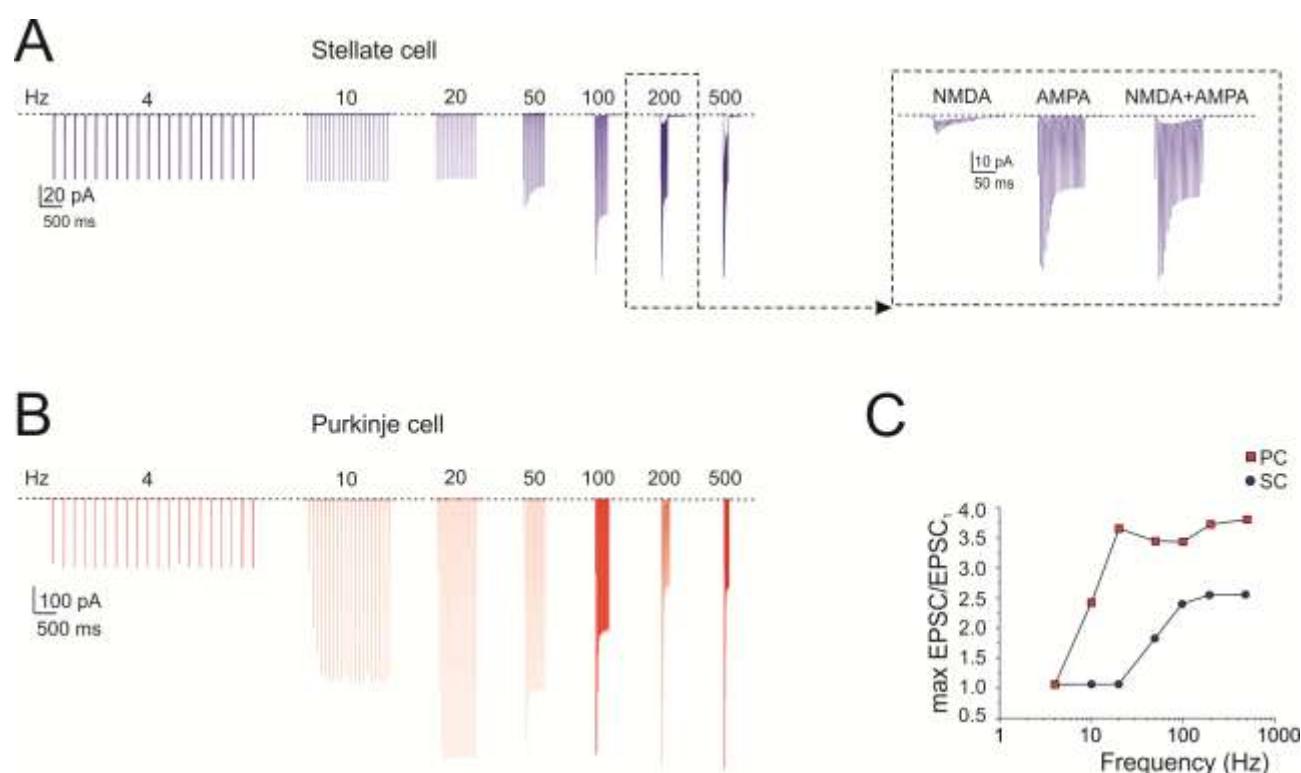 A
Stellate cell
Hz 4 10 20 50 100 200 500
20 pA
500 ms
NMDA AMPA NMDA+AMPA
10 pA
50 ms
B
Purkinje cell
Hz 4 10 20 50 100 200 500
100 pA
500 ms
C
PC
SC
max EPSC/EPSC₁
4.0
3.5
3.0
2.5
2.0
1.5
1.0
0.5
1 10 100 1000
Frequency (Hz)